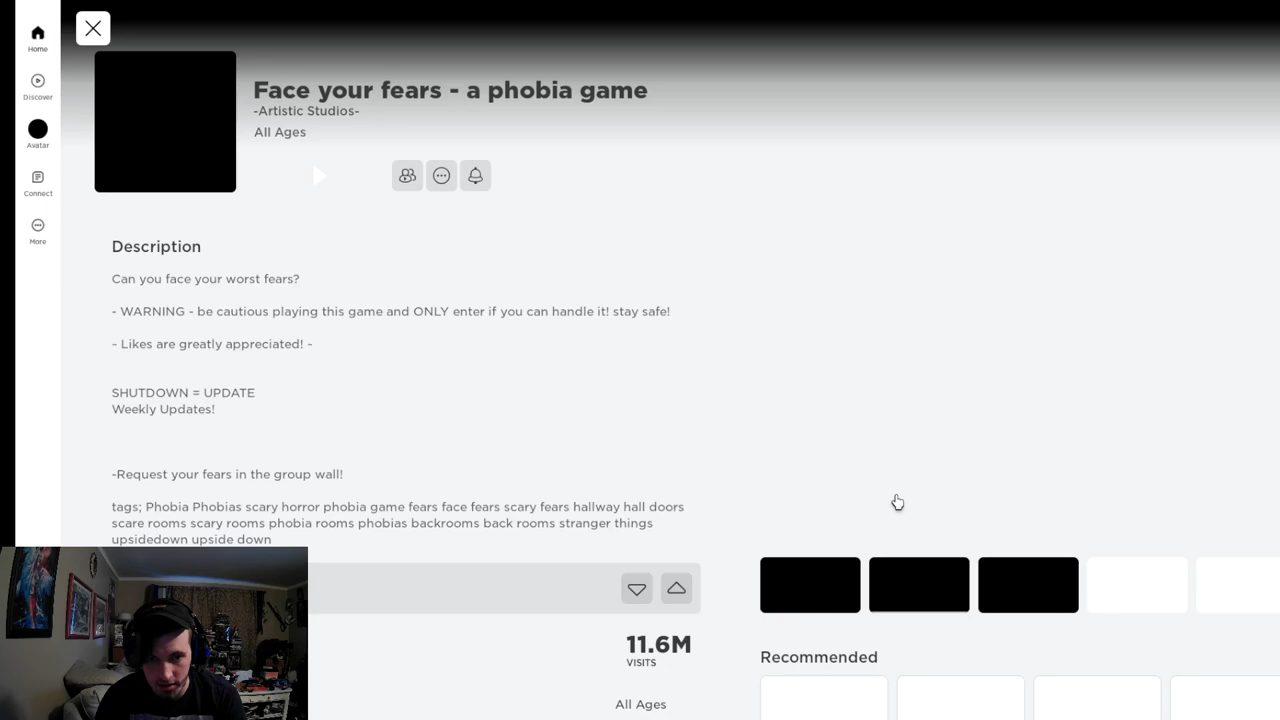 Home
Discover
Avatar
Connect
More
Face your fears - a phobia game
-Artistic Studios-
All Ages
Description
Can you face your worst fears?
- WARNING - be cautious playing this game and ONLY enter if you can handle it! stay safe!
~ Likes are greatly appreciated! ~
SHUTDOWN = UPDATE
Weekly Updates!
-Request your fears in the group wall!
tags; Phobia Phobias scary horror phobia game fears face fears scary fears hallway hall doors
scare rooms scary rooms phobia rooms phobias backrooms back rooms stranger things
upsidedown upside down
11.6M
VISITS
All Ages
Recommended